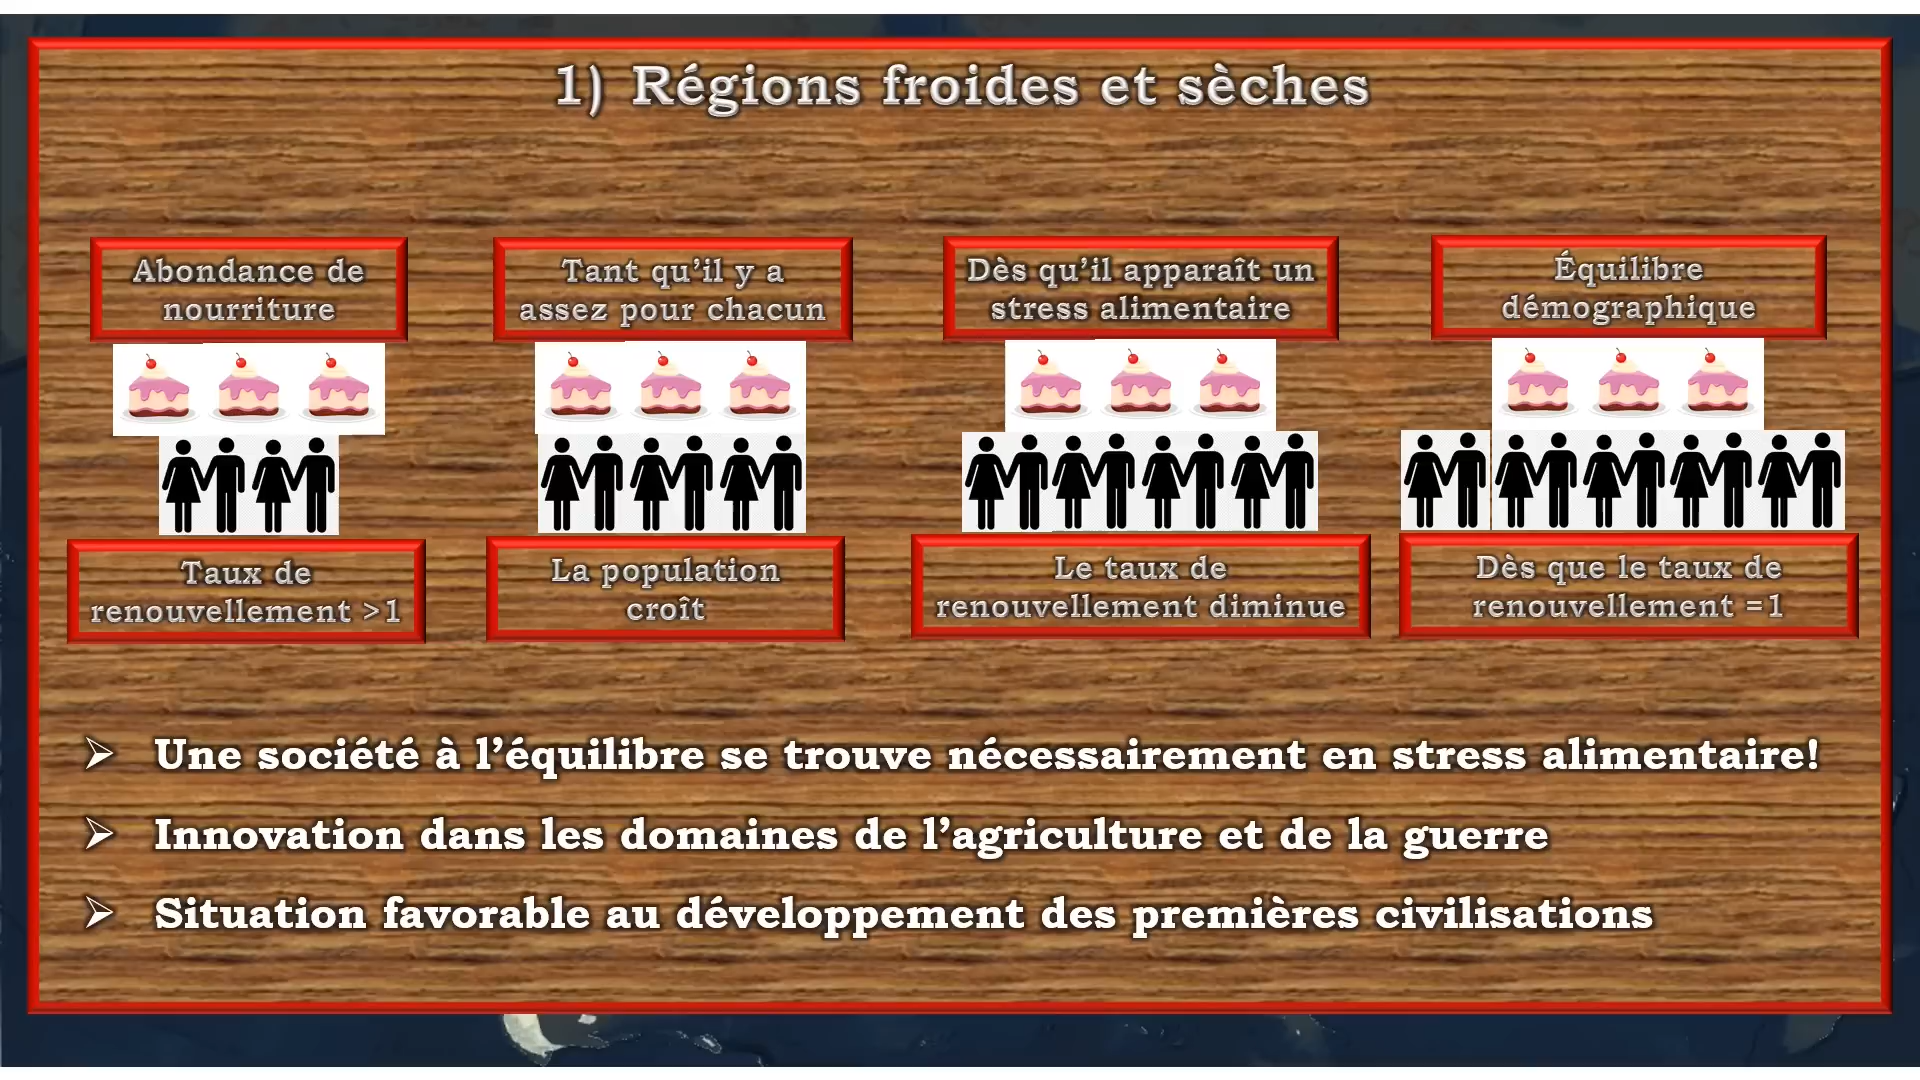 1) Régions froides et sèches
Abondance de
nourriture
Tant qu’il y a
assez pour chacun
Dès qu’il apparaît un
stress alimentaire
Équilibre
démographique
Taux de
renouvellement >1
La population
croît
Le taux de
renouvellement diminue
Dès que le taux de
renouvellement =1
➢ Une société à l’équilibre se trouve nécessairement en stress alimentaire!
➢ Innovation dans les domaines de l’agriculture et de la guerre
➢ Situation favorable au développement des premières civilisations